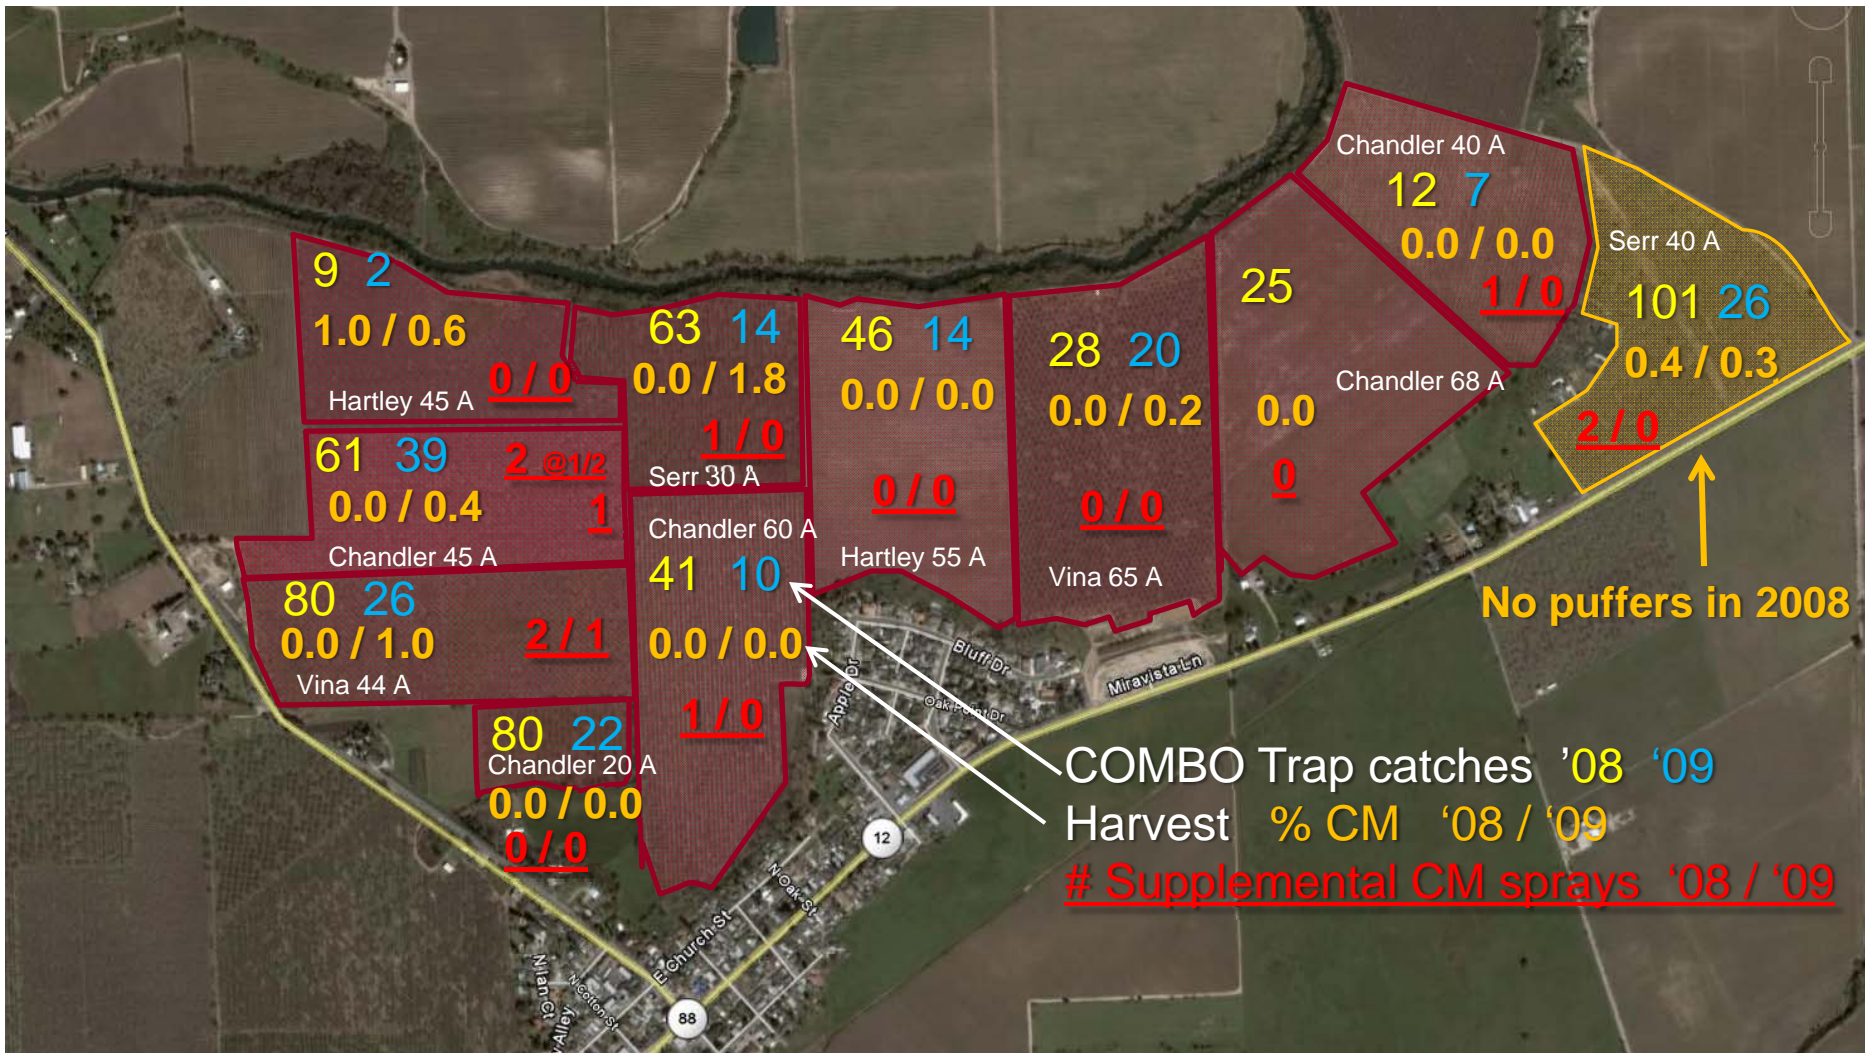 Chandler 40 A
12 7
0.0 / 0.0
1 / 0
Serr 40 A
101 26
0.4 / 0.3
2 / 0
No puffers in 2008
9 2
1.0 / 0.6
0 / 0
Hartley 45 A
63 14
0.0 / 1.8
1 / 0
Serr 30 A
46 14
0.0 / 0.0
0 / 0
Hartley 55 A
28 20
0.0 / 0.2
0 / 0
Vina 65 A
25
Chandler 68 A
0.0
0
61 39
2 @1/2
0.0 / 0.4
1
Chandler 45 A
Chandler 60 A
41 10
0.0 / 0.0
1 / 0
80 26
0.0 / 1.0
2 / 1
Vina 44 A
80 22
Chandler 20 A
0.0 / 0.0
0 / 0
Bluff Dr
Apple Dr
Oak Point Dr
Miravista Ln
COMBO Trap catches '08 ‘09
Harvest % CM ‘08 / ‘09
# Supplemental CM sprays ‘08 / ‘09
12
N Oak St
E Church St
N Ian Ct
N Cotton St
y Alley
88